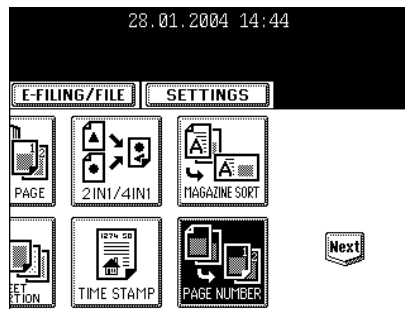 28.01.2004 14:44
E-FILING/FILE SETTINGS
PAGE 2IN1/4IN1 MAGAZINE SORT
Next
TIME STAMP PAGE NUMBER